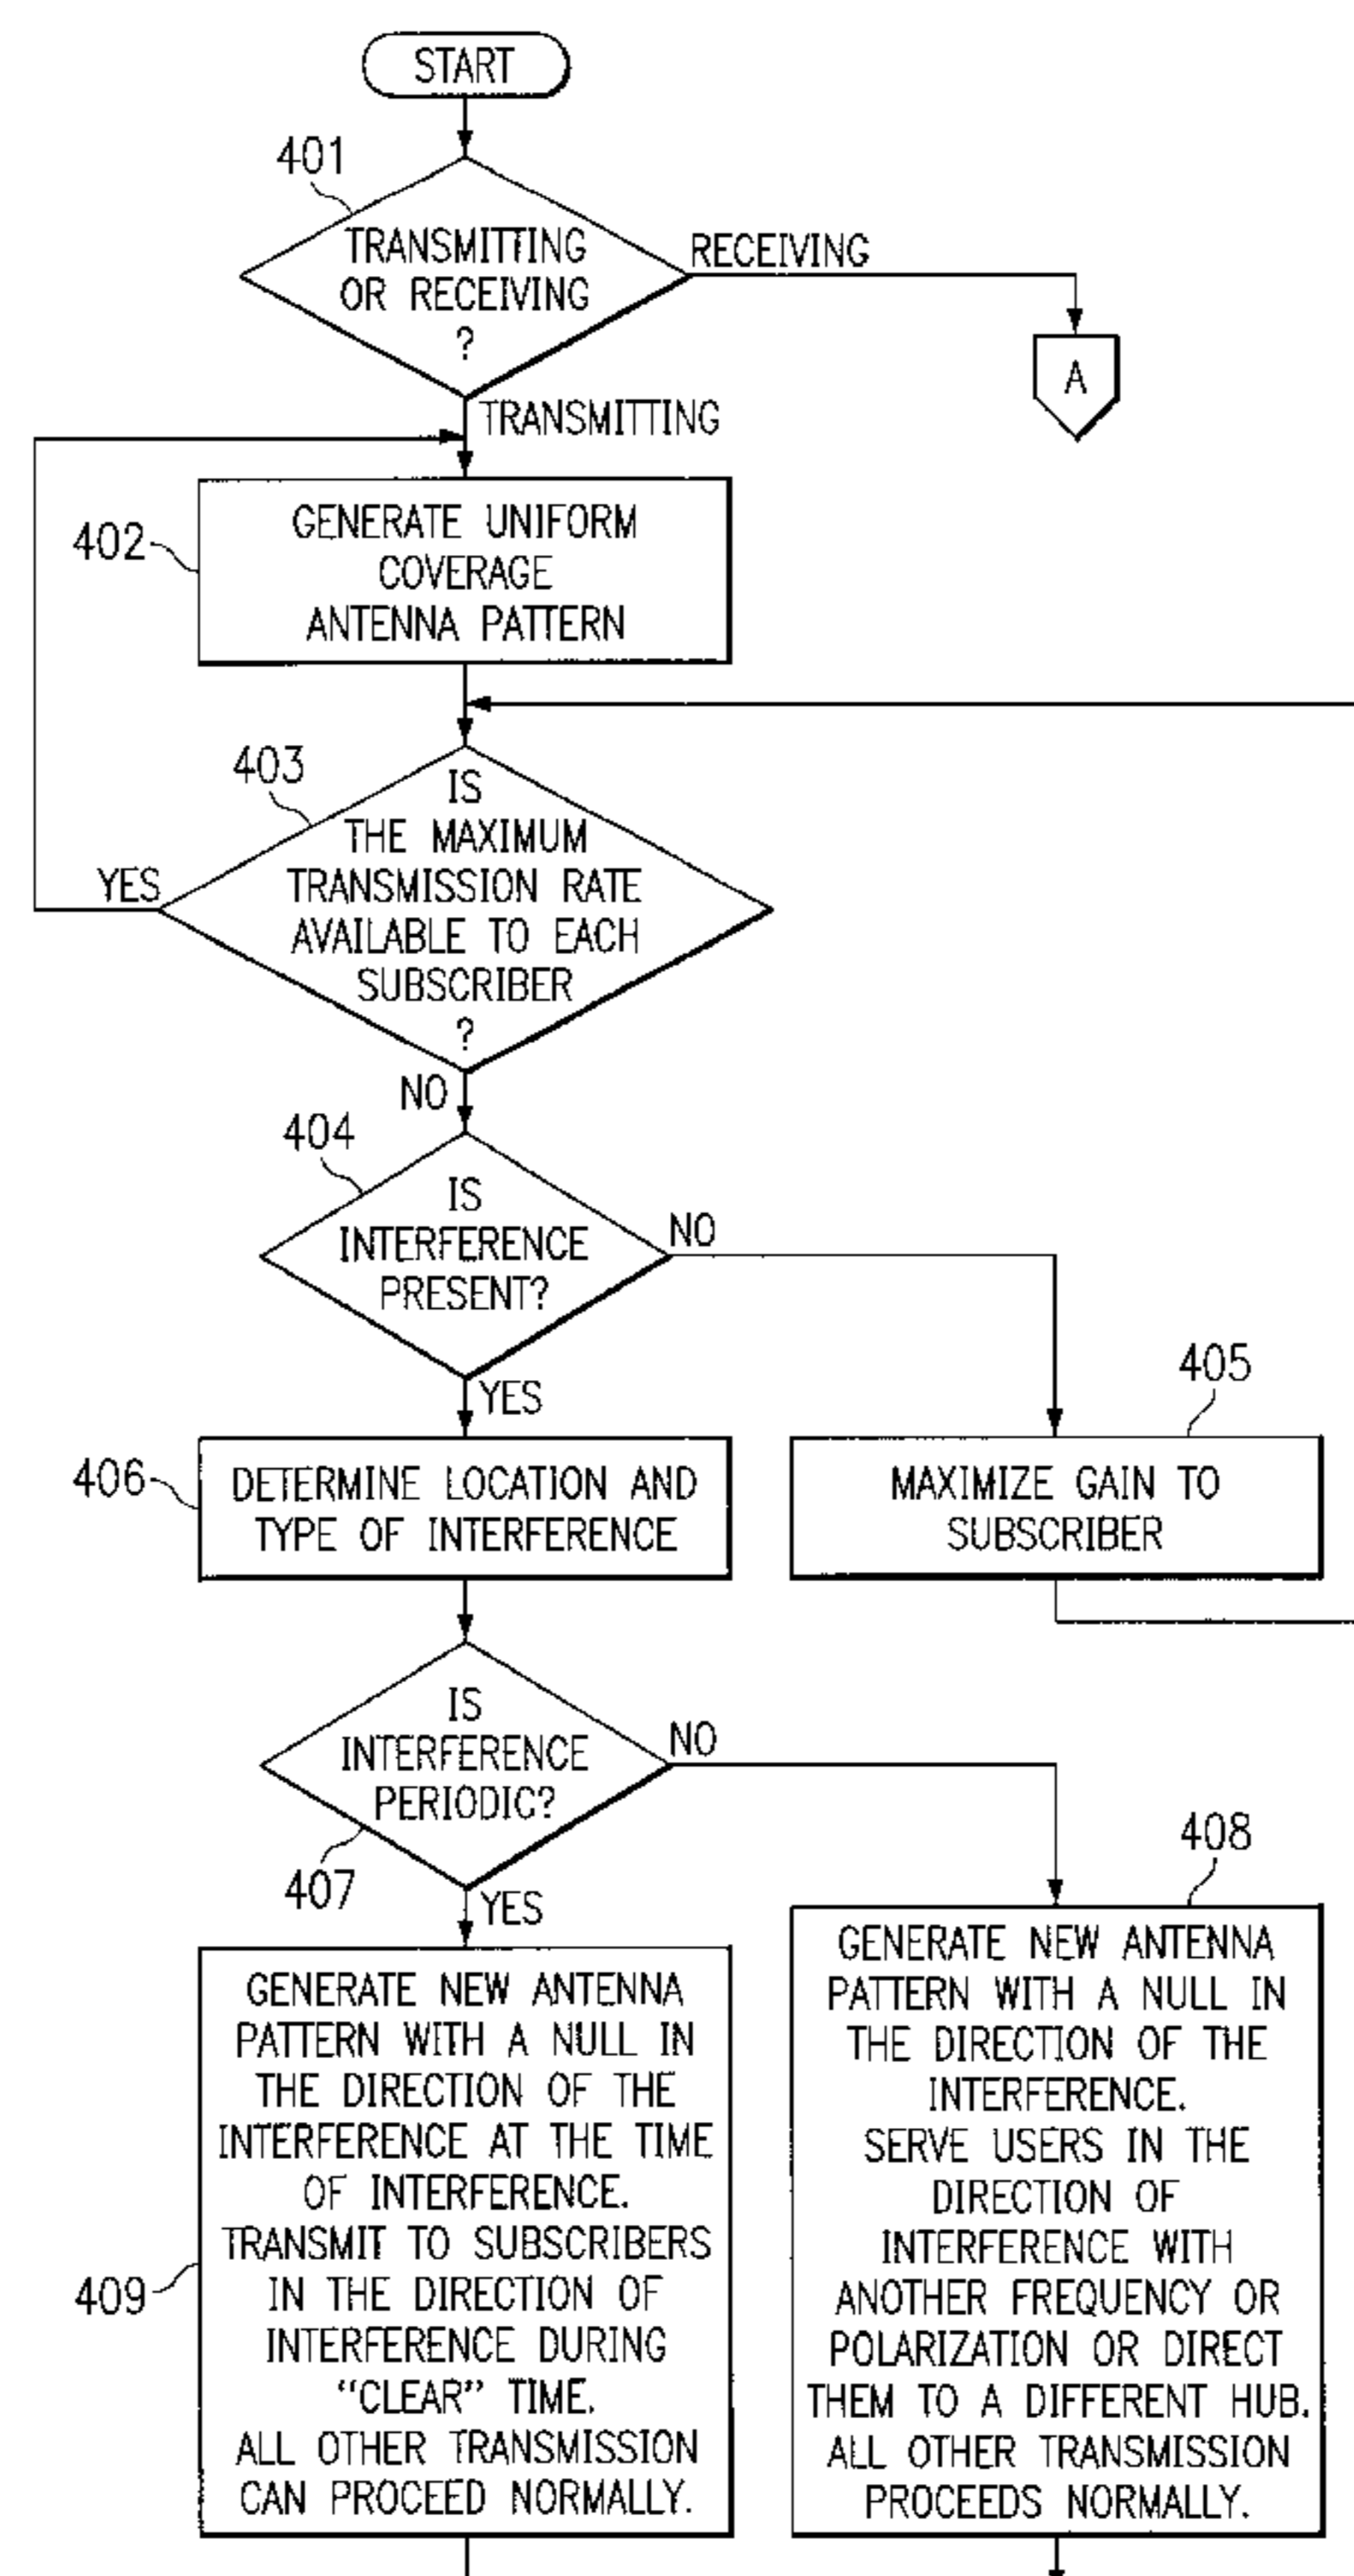 START
401
TRANSMITTING
OR RECEIVING
?
RECEIVING
A
TRANSMITTING
402
GENERATE UNIFORM
COVERAGE
ANTENNA PATTERN
403
IS
THE MAXIMUM
TRANSMISSION RATE
AVAILABLE TO EACH
SUBSCRIBER
?
YES
NO
404
IS
INTERFERENCE
PRESENT?
NO
YES
405
MAXIMIZE GAIN TO
SUBSCRIBER
406
DETERMINE LOCATION AND
TYPE OF INTERFERENCE
IS
INTERFERENCE
PERIODIC?
NO
407
YES
408
GENERATE NEW ANTENNA
PATTERN WITH A NULL IN
THE DIRECTION OF THE
INTERFERENCE.
SERVE USERS IN THE
DIRECTION OF
INTERFERENCE WITH
ANOTHER FREQUENCY OR
POLARIZATION OR DIRECT
THEM TO A DIFFERENT HUB.
ALL OTHER TRANSMISSION
PROCEEDS NORMALLY.
409
GENERATE NEW ANTENNA
PATTERN WITH A NULL IN
THE DIRECTION OF THE
INTERFERENCE AT THE TIME
OF INTERFERENCE.
TRANSMIT TO SUBSCRIBERS
IN THE DIRECTION OF
INTERFERENCE DURING
"CLEAR" TIME.
ALL OTHER TRANSMISSION
CAN PROCEED NORMALLY.